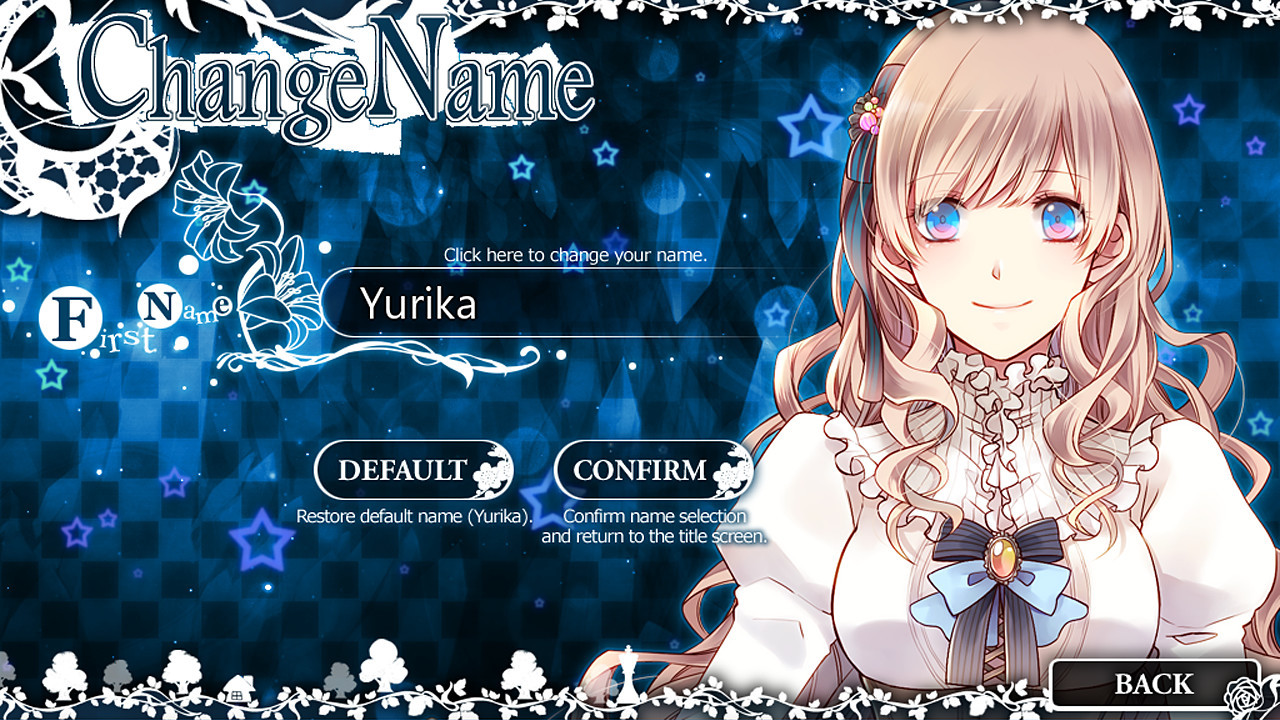 ChangeName
Click here to change your name.
First Name
Yurika
DEFAULT
CONFIRM
Restore default name (Yurika).
Confirm name selection
and return to the title screen.
BACK